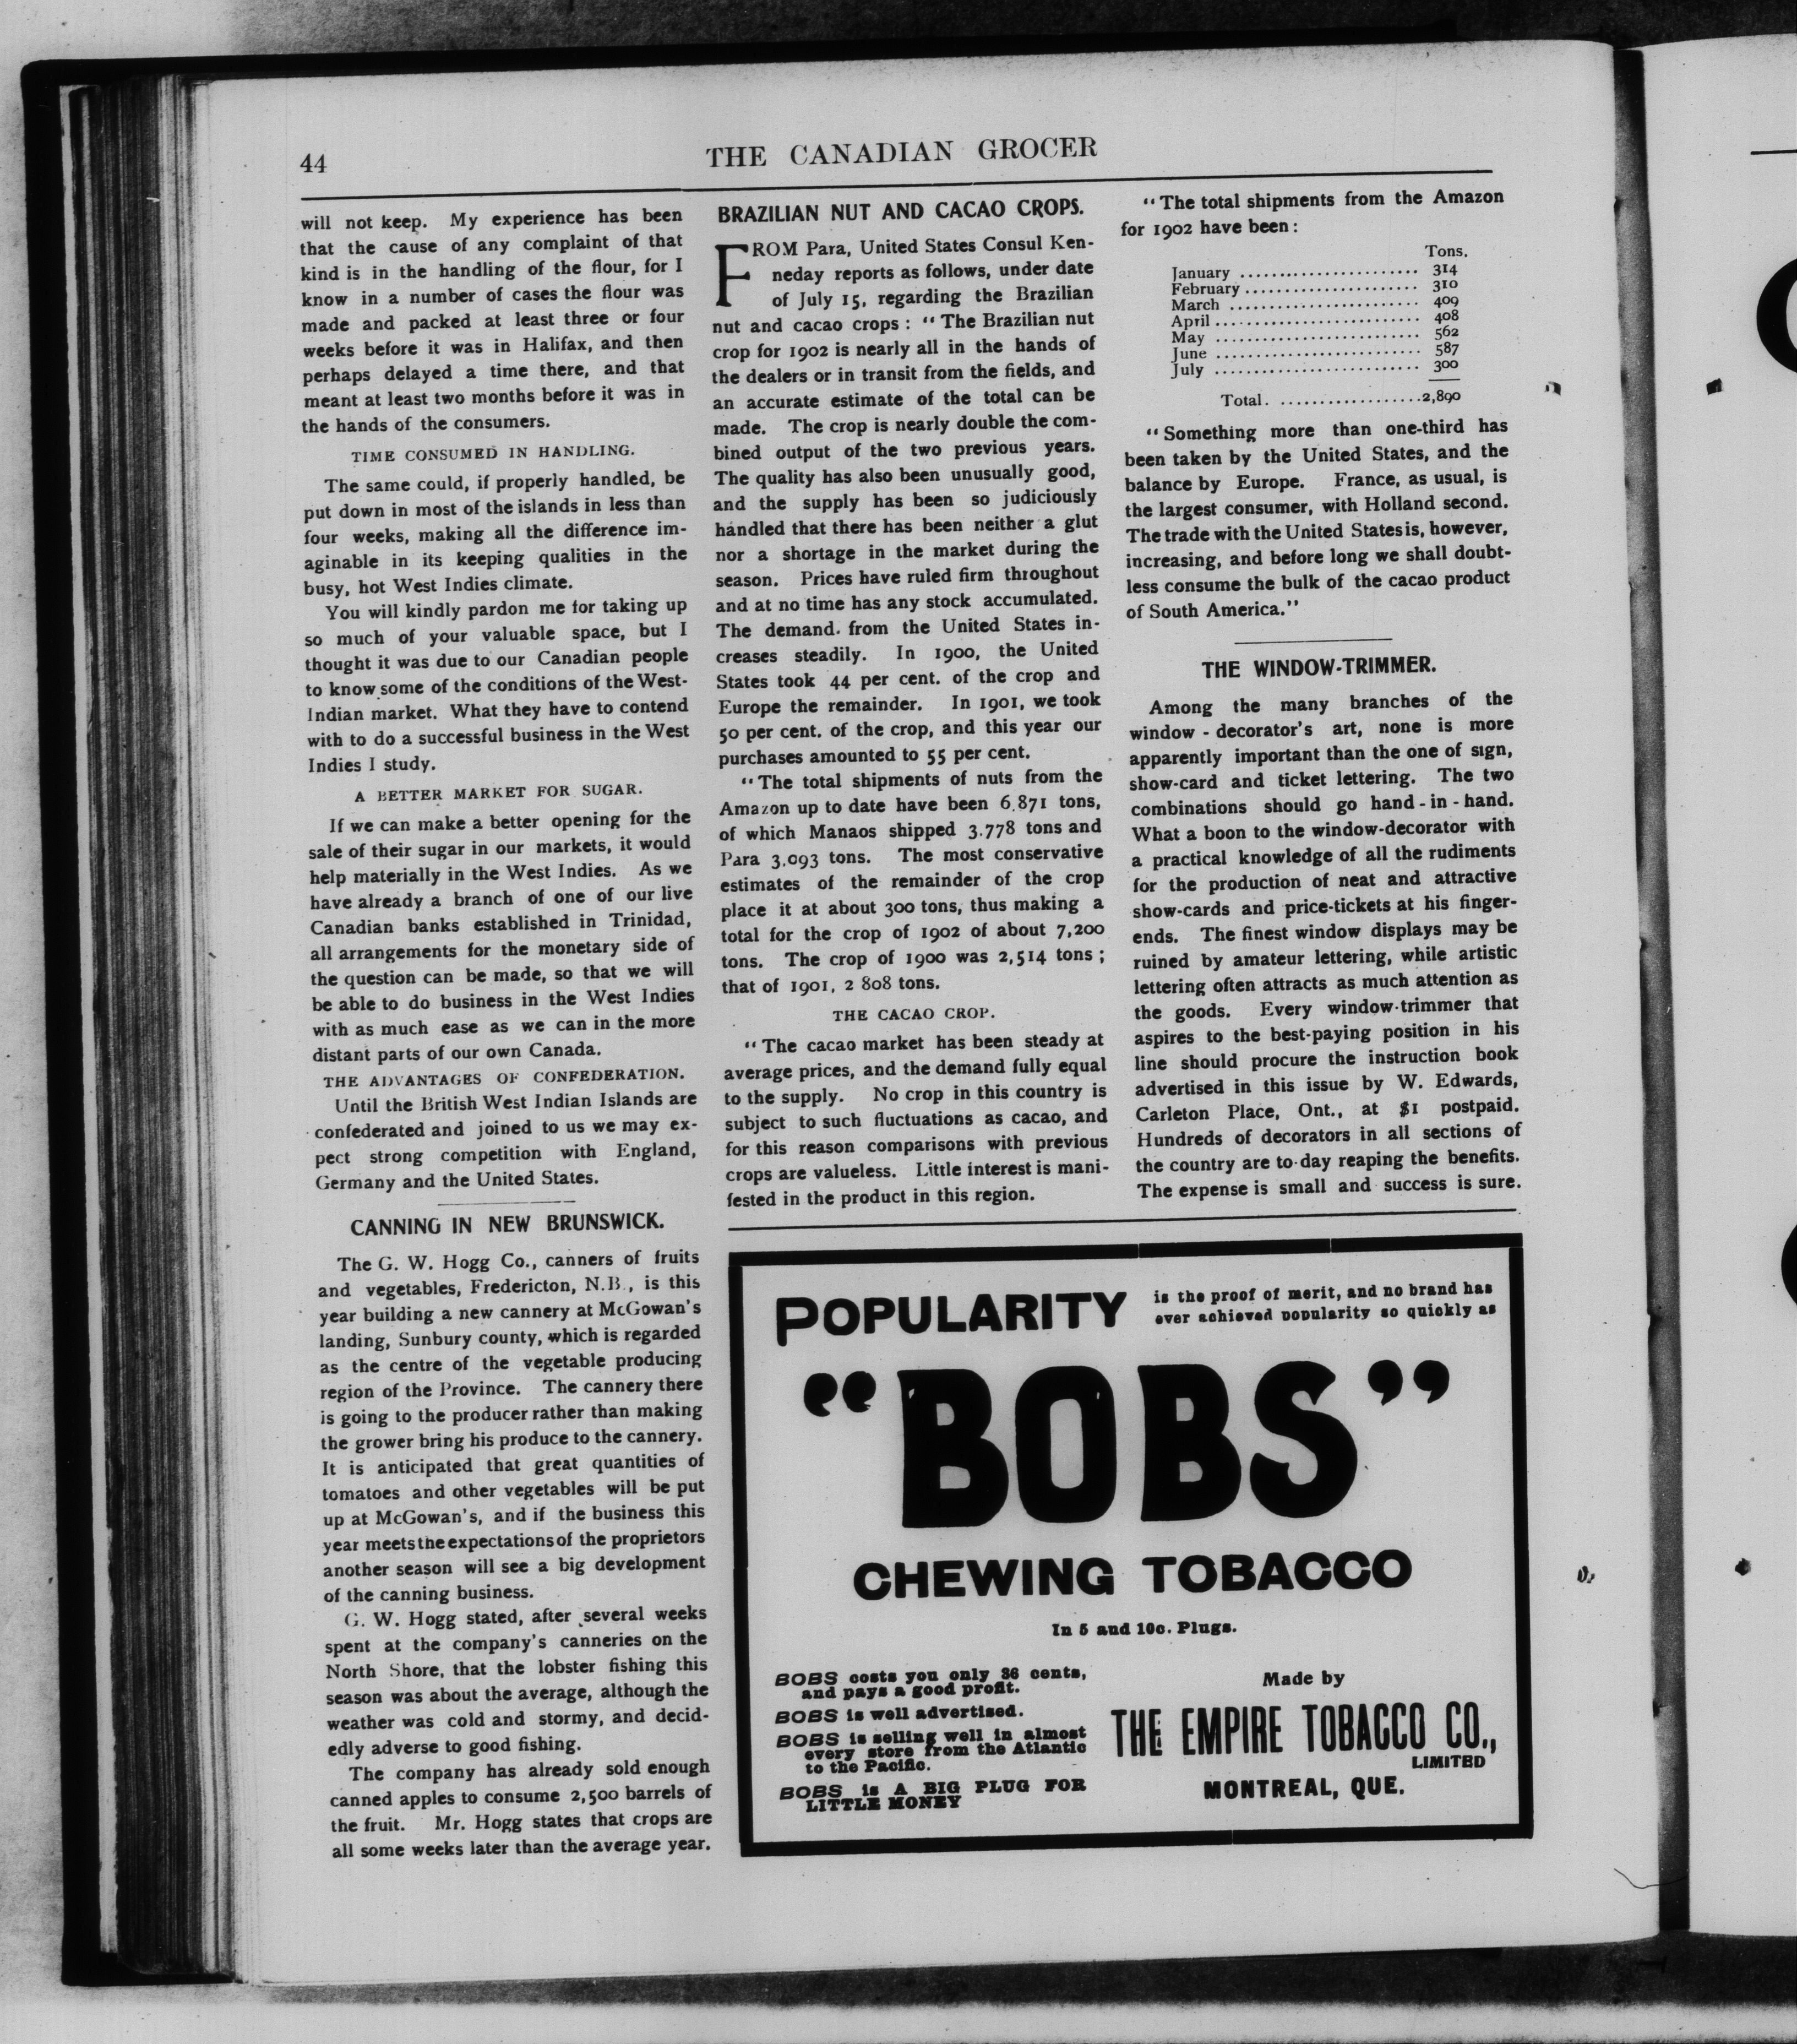 44
THE CANADIAN GROCER
will not keep. My experience has been
that the cause of any complaint of that
kind is in the handling of the flour, for I
know in a number of cases the flour was
made and packed at least three or four
weeks before it was in Halifax, and then
perhaps delayed a time there, and that
meant at least two months before it was in
the hands of the consumers.
TIME CONSUMED IN HANDLING.
The same could, if properly handled, be
put down in most of the islands in less than
four weeks, making all the difference im-
aginable in its keeping qualities in the
busy, hot West Indies climate.
You will kindly pardon me for taking up
so much of your valuable space, but I
thought it was due to our Canadian people
to know some of the conditions of the West-
Indian market. What they have to contend
with to do a successful business in the West
Indies I study.
A BETTER MARKET FOR SUGAR.
If we can make a better opening for the
sale of their sugar in our markets, it would
help materially in the West Indies. As we
have already a branch of one of our live
Canadian banks established in Trinidad,
all arrangements for the monetary side of
the question can be made, so that we will
be able to do business in the West Indies
with as much ease as we can in the more
distant parts of our own Canada.
THE ADVANTAGES OF CONFEDERATION.
Until the British West Indian Islands are
confederated and joined to us we may ex-
pect strong competition with England,
Germany and the United States.
CANNING IN NEW BRUNSWICK.
The G. W. Hogg Co., canners of fruits
and vegetables, Fredericton, N.B., is this
year building a new cannery at McGowan's
landing, Sunbury county, which is regarded
as the centre of the vegetable producing
region of the Province. The cannery there
is going to the producer rather than making
the grower bring his produce to the cannery.
It is anticipated that great quantities of
tomatoes and other vegetables will be put
up at McGowan's, and if the business this
year meets the expectations of the proprietors
another season will see a big development
of the canning business.
G. W. Hogg stated, after several weeks
spent at the company's canneries on the
North Shore, that the lobster fishing this
season was about the average, although the
weather was cold and stormy, and decid-
edly adverse to good fishing.
The company has already sold enough
canned apples to consume 2,500 barrels of
the fruit. Mr. Hogg states that crops are
all some weeks later than the average year.
BRAZILIAN NUT AND CACAO CROPS.
FROM Para, United States Consul Ken-
neday reports as follows, under date
of July 15, regarding the Brazilian
nut and cacao crops : "The Brazilian nut
crop for 1902 is nearly all in the hands of
the dealers or in transit from the fields, and
an accurate estimate of the total can be
made. The crop is nearly double the com-
bined output of the two previous years.
The quality has also been unusually good,
and the supply has been so judiciously
handled that there has been neither a glut
nor a shortage in the market during the
season. Prices have ruled firm throughout
and at no time has any stock accumulated.
The demand. from the United States in-
creases steadily. In 1900, the United
States took 44 per cent. of the crop and
Europe the remainder. In 1901, we took
50 per cent. of the crop, and this year our
purchases amounted to 55 per cent.
"The total shipments of nuts from the
Amazon up to date have been 6.871 tons,
of which Manaos shipped 3.778 tons and
Para 3.093 tons. The most conservative
estimates of the remainder of the crop
place it at about 300 tons, thus making a
total for the crop of 1902 of about 7,200
tons. The crop of 1900 was 2,514 tons ;
that of 1901, 2 808 tons.
THE CACAO CROP.
"The cacao market has been steady at
average prices, and the demand fully equal
to the supply. No crop in this country is
subject to such fluctuations as cacao, and
for this reason comparisons with previous
crops are valueless. Little interest is mani-
fested in the product in this region.
"The total shipments from the Amazon
for 1902 have been :
Tons.
January ....................... 314
February ...................... 310
March ......................... 409
April .......................... 408
May ........................... 562
June ........................... 587
July ........................... 300
Total. ...................2,890
"Something more than one-third has
been taken by the United States, and the
balance by Europe. France, as usual, is
the largest consumer, with Holland second.
The trade with the United States is, however,
increasing, and before long we shall doubt-
less consume the bulk of the cacao product
of South America."
THE WINDOW-TRIMMER.
Among the many branches of the
window - decorator's art, none is more
apparently important than the one of sign,
show-card and ticket lettering. The two
combinations should go hand - in - hand.
What a boon to the window-decorator with
a practical knowledge of all the rudiments
for the production of neat and attractive
show-cards and price-tickets at his finger-
ends. The finest window displays may be
ruined by amateur lettering, while artistic
lettering often attracts as much attention as
the goods. Every window-trimmer that
aspires to the best-paying position in his
line should procure the instruction book
advertised in this issue by W. Edwards,
Carleton Place, Ont., at $1 postpaid.
Hundreds of decorators in all sections of
the country are to-day reaping the benefits.
The expense is small and success is sure.
POPULARITY is the proof of merit, and no brand has
ever achieved popularity so quickly as
"BOBS"
CHEWING TOBACCO
In 5 and 10c. Plugs.
BOBS costs you only 36 cents,
and pays a good profit.
BOBS is well advertised.
BOBS is selling well in almost
every store from the Atlantic
to the Pacific.
BOBS is A BIG PLUG FOR
LITTLE MONEY
Made by
THE EMPIRE TOBACCO CO.,
LIMITED
MONTREAL, QUE.